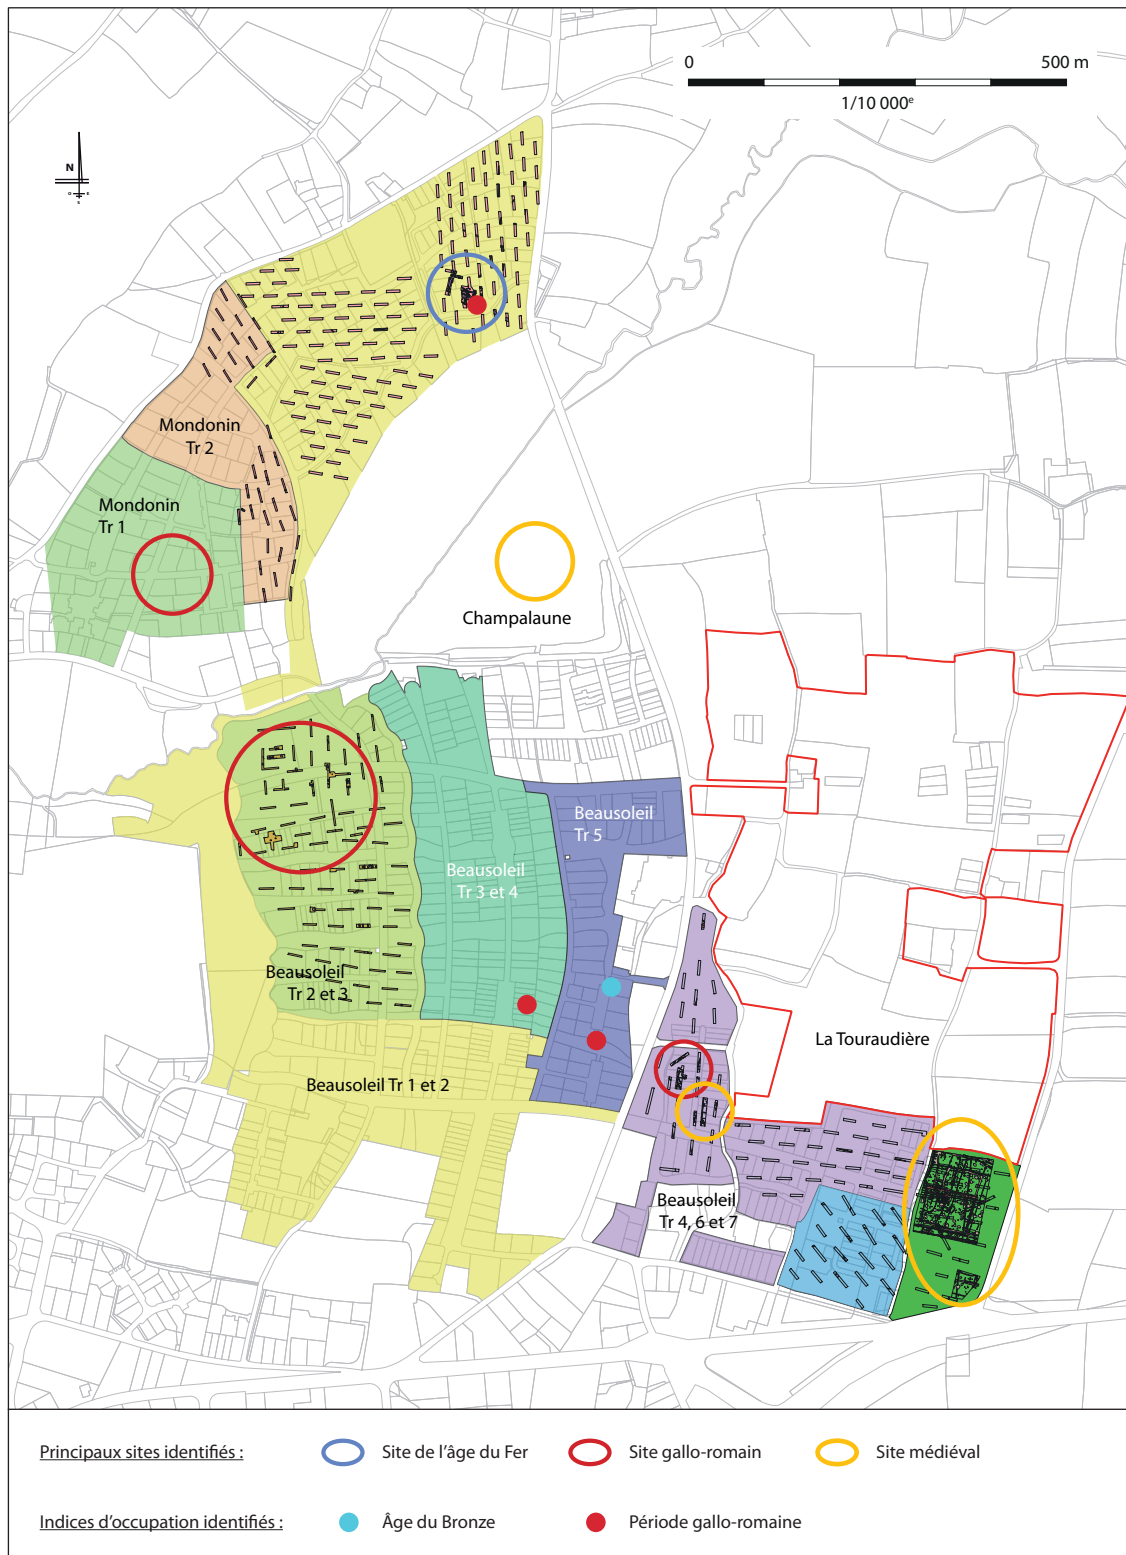 0 500 m
1/10 000e
N
Mondonin
Tr 2
Mondonin
Tr 1
Champalaune
Beausoleil
Tr 5
Beausoleil
Tr 3 et 4
Beausoleil
Tr 2 et 3
La Touraudière
Beausoleil Tr 1 et 2
Beausoleil
Tr 4, 6 et 7
Principaux sites identifiés : Site de l'âge du Fer Site gallo-romain Site médiéval
Indices d'occupation identifiés : Âge du Bronze Période gallo-romaine